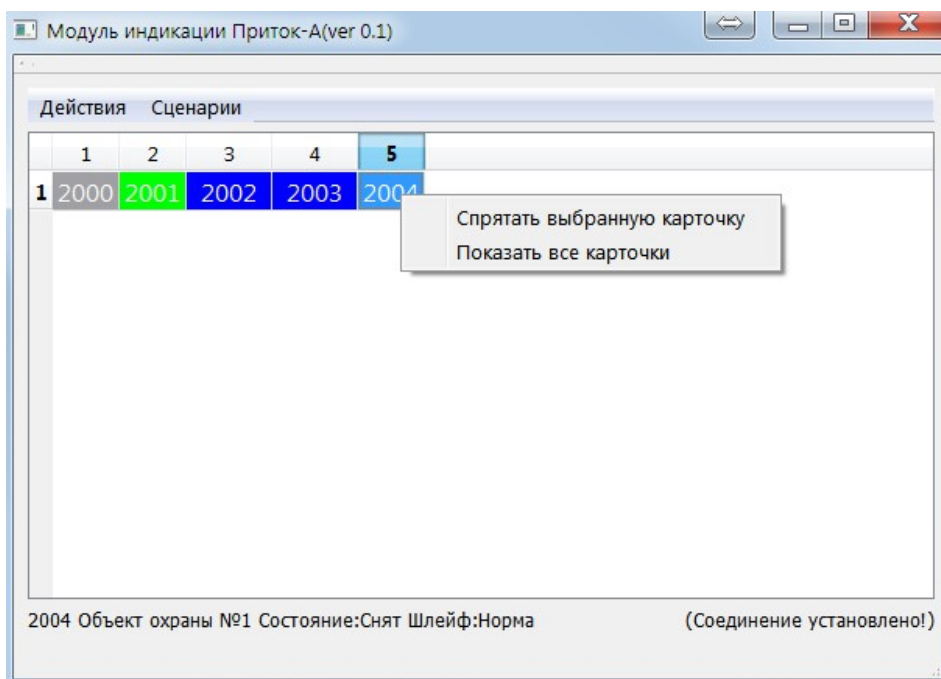 Модуль индикации Приток-А(ver 0.1)
Действия Сценарии
1 2 3 4 5
1 2000 2001 2002 2003 2004
Спрятать выбранную карточку
Показать все карточки
2004 Объект охраны №1 Состояние:Снят Шлейф:Норма (Соединение установлено!)